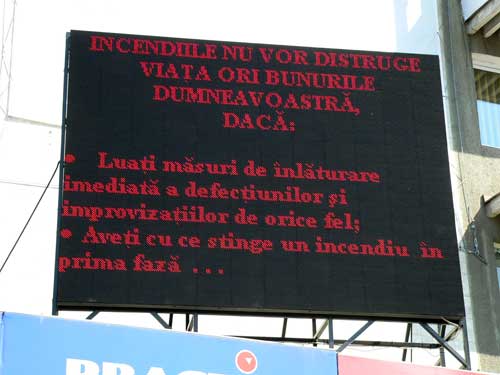 INCENDIILE NU VOR DISTRUGE
VIAȚA ORI BUNURILE
DUMNEAVOASTRĂ,
DACĂ:
• Luați măsuri de înlăturare
imediată a defecțiunilor și
improvizațiilor de orice fel;
• Aveți cu ce stinge un incendiu în
prima fază ...